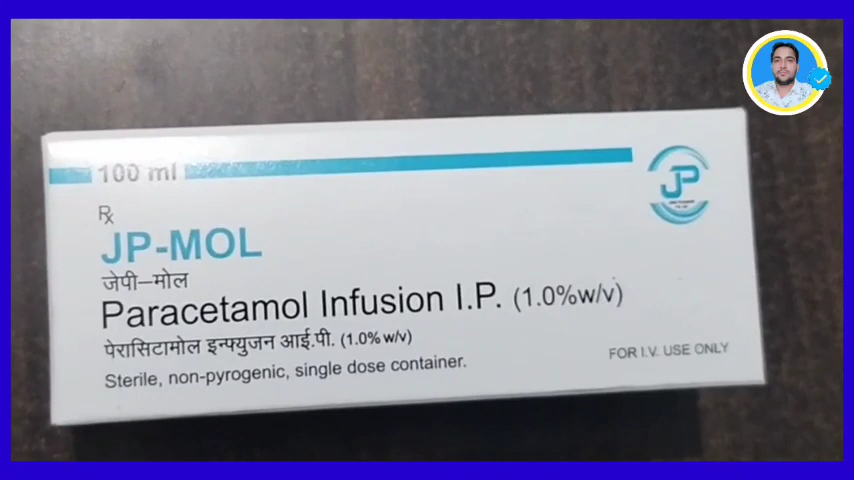 100 ml
Rx
JP-MOL
जेपी–मोल
Paracetamol Infusion I.P. (1.0%w/v)
पेरासिटामोल इन्फ्युजन आई.पी. (1.0% w/v)
Sterile, non-pyrogenic, single dose container.
FOR I.V. USE ONLY
JP